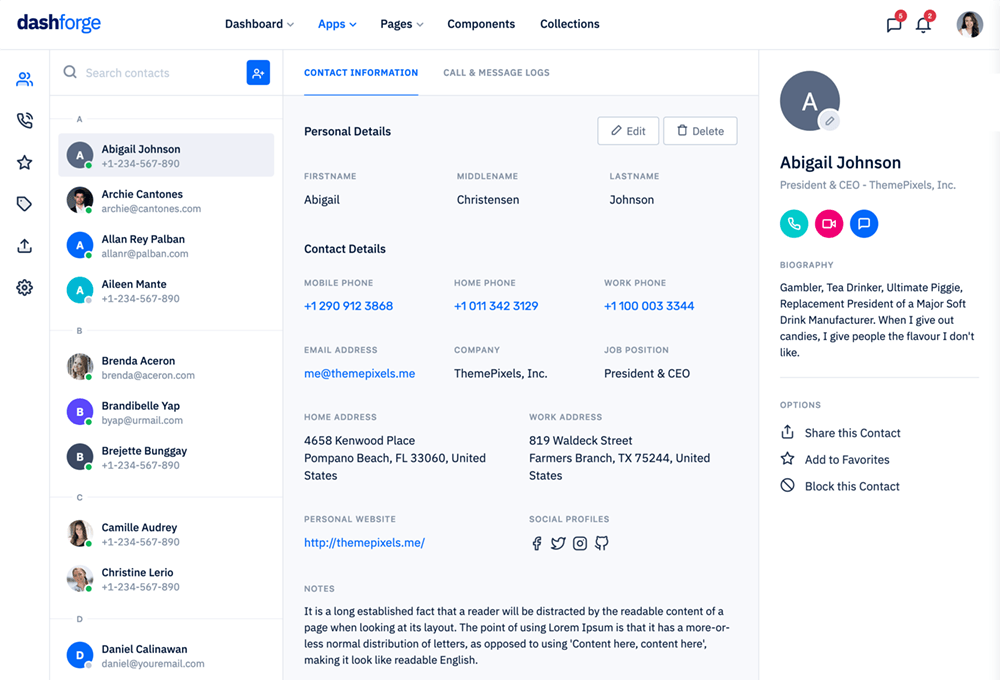 dashforge
Dashboard
Apps
Pages
Components
Collections
5
2
Search contacts
A
A
Abigail Johnson
+1-234-567-890
Archie Cantones
archie@cantones.com
A
Allan Rey Palban
allanr@palban.com
A
Aileen Mante
+1-234-567-890
B
Brenda Aceron
brenda@aceron.com
B
Brandibelle Yap
byap@urmail.com
B
Brejette Bunggay
+1-234-567-890
C
Camille Audrey
+1-234-567-890
Christine Lerio
+1-234-567-890
D
D
Daniel Calinawan
daniel@youremail.com
CONTACT INFORMATION
CALL & MESSAGE LOGS
Personal Details
Edit
Delete
FIRSTNAME
MIDDLENAME
LASTNAME
Abigail
Christensen
Johnson
Contact Details
MOBILE PHONE
HOME PHONE
WORK PHONE
+1 290 912 3868
+1 011 342 3129
+1 100 003 3344
EMAIL ADDRESS
COMPANY
JOB POSITION
me@themepixels.me
ThemePixels, Inc.
President & CEO
HOME ADDRESS
4658 Kenwood Place
Pompano Beach, FL 33060, United
States
WORK ADDRESS
819 Waldeck Street
Farmers Branch, TX 75244, United
States
PERSONAL WEBSITE
http://themepixels.me/
SOCIAL PROFILES
NOTES
It is a long established fact that a reader will be distracted by the readable content of a
page when looking at its layout. The point of using Lorem Ipsum is that it has a more-or-
less normal distribution of letters, as opposed to using 'Content here, content here',
making it look like readable English.
A
Abigail Johnson
President & CEO - ThemePixels, Inc.
BIOGRAPHY
Gambler, Tea Drinker, Ultimate Piggie,
Replacement President of a Major Soft
Drink Manufacturer. When I give out
candies, I give people the flavour I don't
like.
OPTIONS
Share this Contact
Add to Favorites
Block this Contact